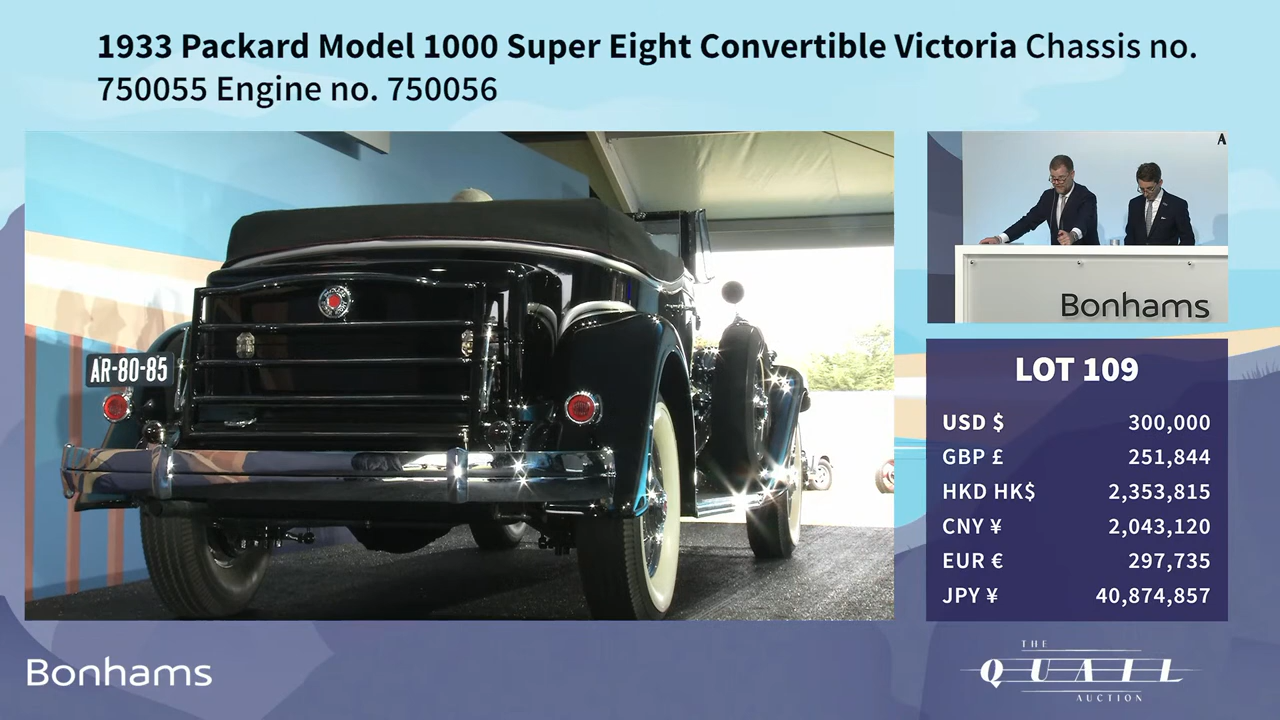 1933 Packard Model 1000 Super Eight Convertible Victoria Chassis no.
750055 Engine no. 750056
A
AR-80-85
Bonhams
LOT 109
USD $ 300,000
GBP £ 251,844
HKD HK$ 2,353,815
CNY ¥ 2,043,120
EUR € 297,735
JPY ¥ 40,874,857
Bonhams
THE
QUAIL
AUCTION